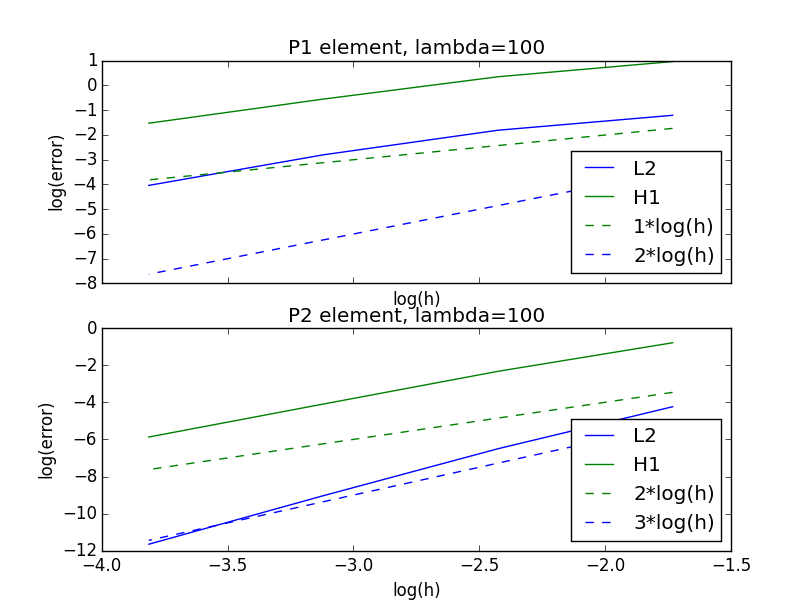 P1 element, lambda=100
1
0
−1
−2
−3
−4
−5
−6
−7
−8
log(error)
L2
H1
1*log(h)
2*log(h)
log(h)
P2 element, lambda=100
0
−2
−4
−6
−8
−10
−12
log(error)
L2
H1
2*log(h)
3*log(h)
−4.0 −3.5 −3.0 −2.5 −2.0 −1.5
log(h)